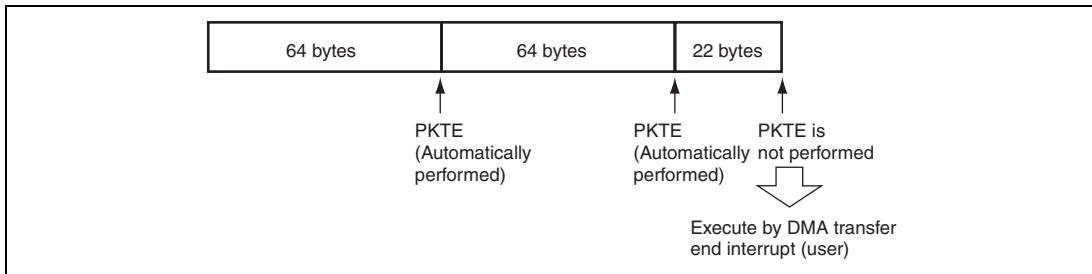 64 bytes
64 bytes
22 bytes
PKTE
(Automatically
performed)
PKTE
(Automatically
performed)
PKTE is
not performed
Execute by DMA transfer
end interrupt (user)